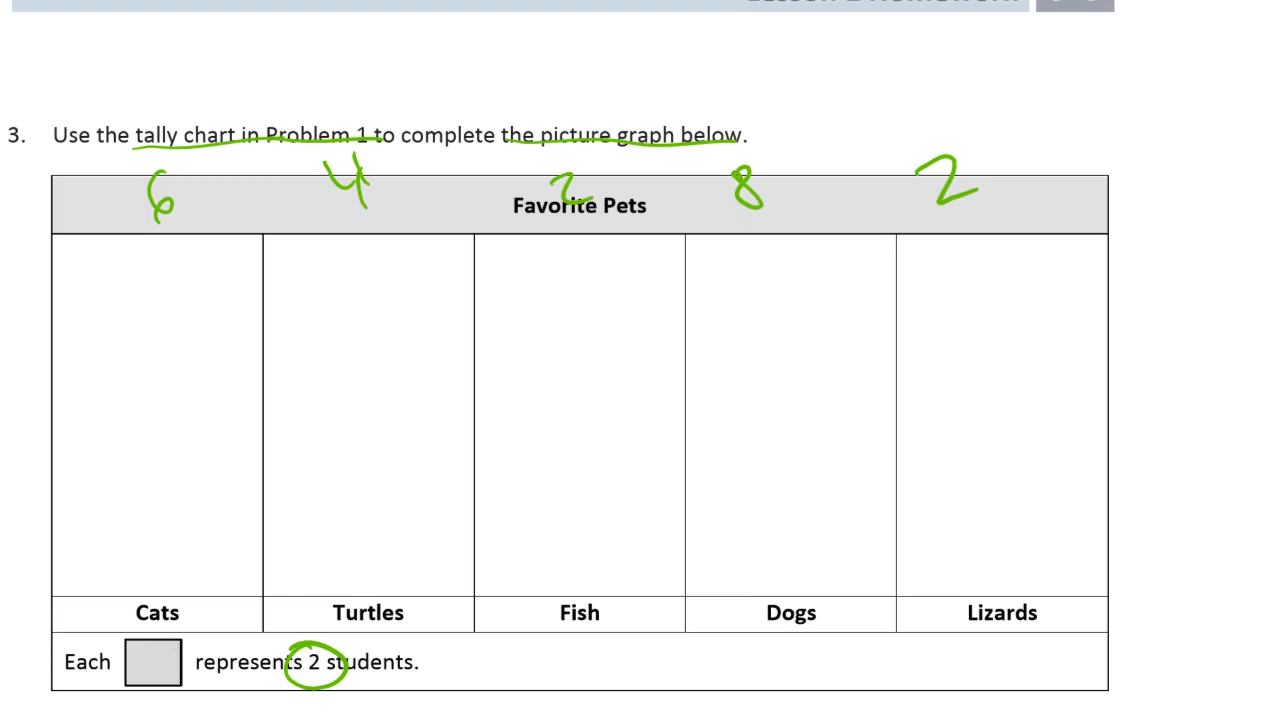 3. Use the tally chart in Problem 1 to complete the picture graph below.
6 4 2 8 2
Favorite Pets
Cats Turtles Fish Dogs Lizards
Each represents 2 students.